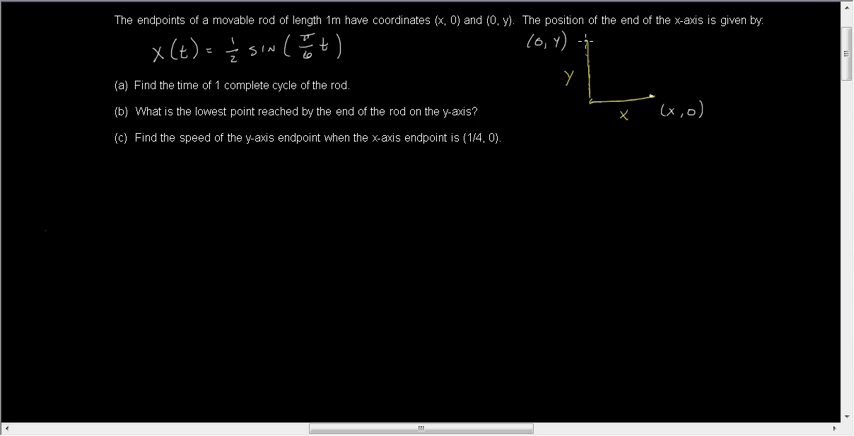 The endpoints of a movable rod of length 1m have coordinates (x, 0) and (0, y).  The position of the end of the x-axis is given by:
x(t) = 1/2 sin(π/6 t)
(0, y)
(a)  Find the time of 1 complete cycle of the rod.
y
(b)  What is the lowest point reached by the end of the rod on the y-axis?
x
(x, 0)
(c)  Find the speed of the y-axis endpoint when the x-axis endpoint is (1/4, 0).